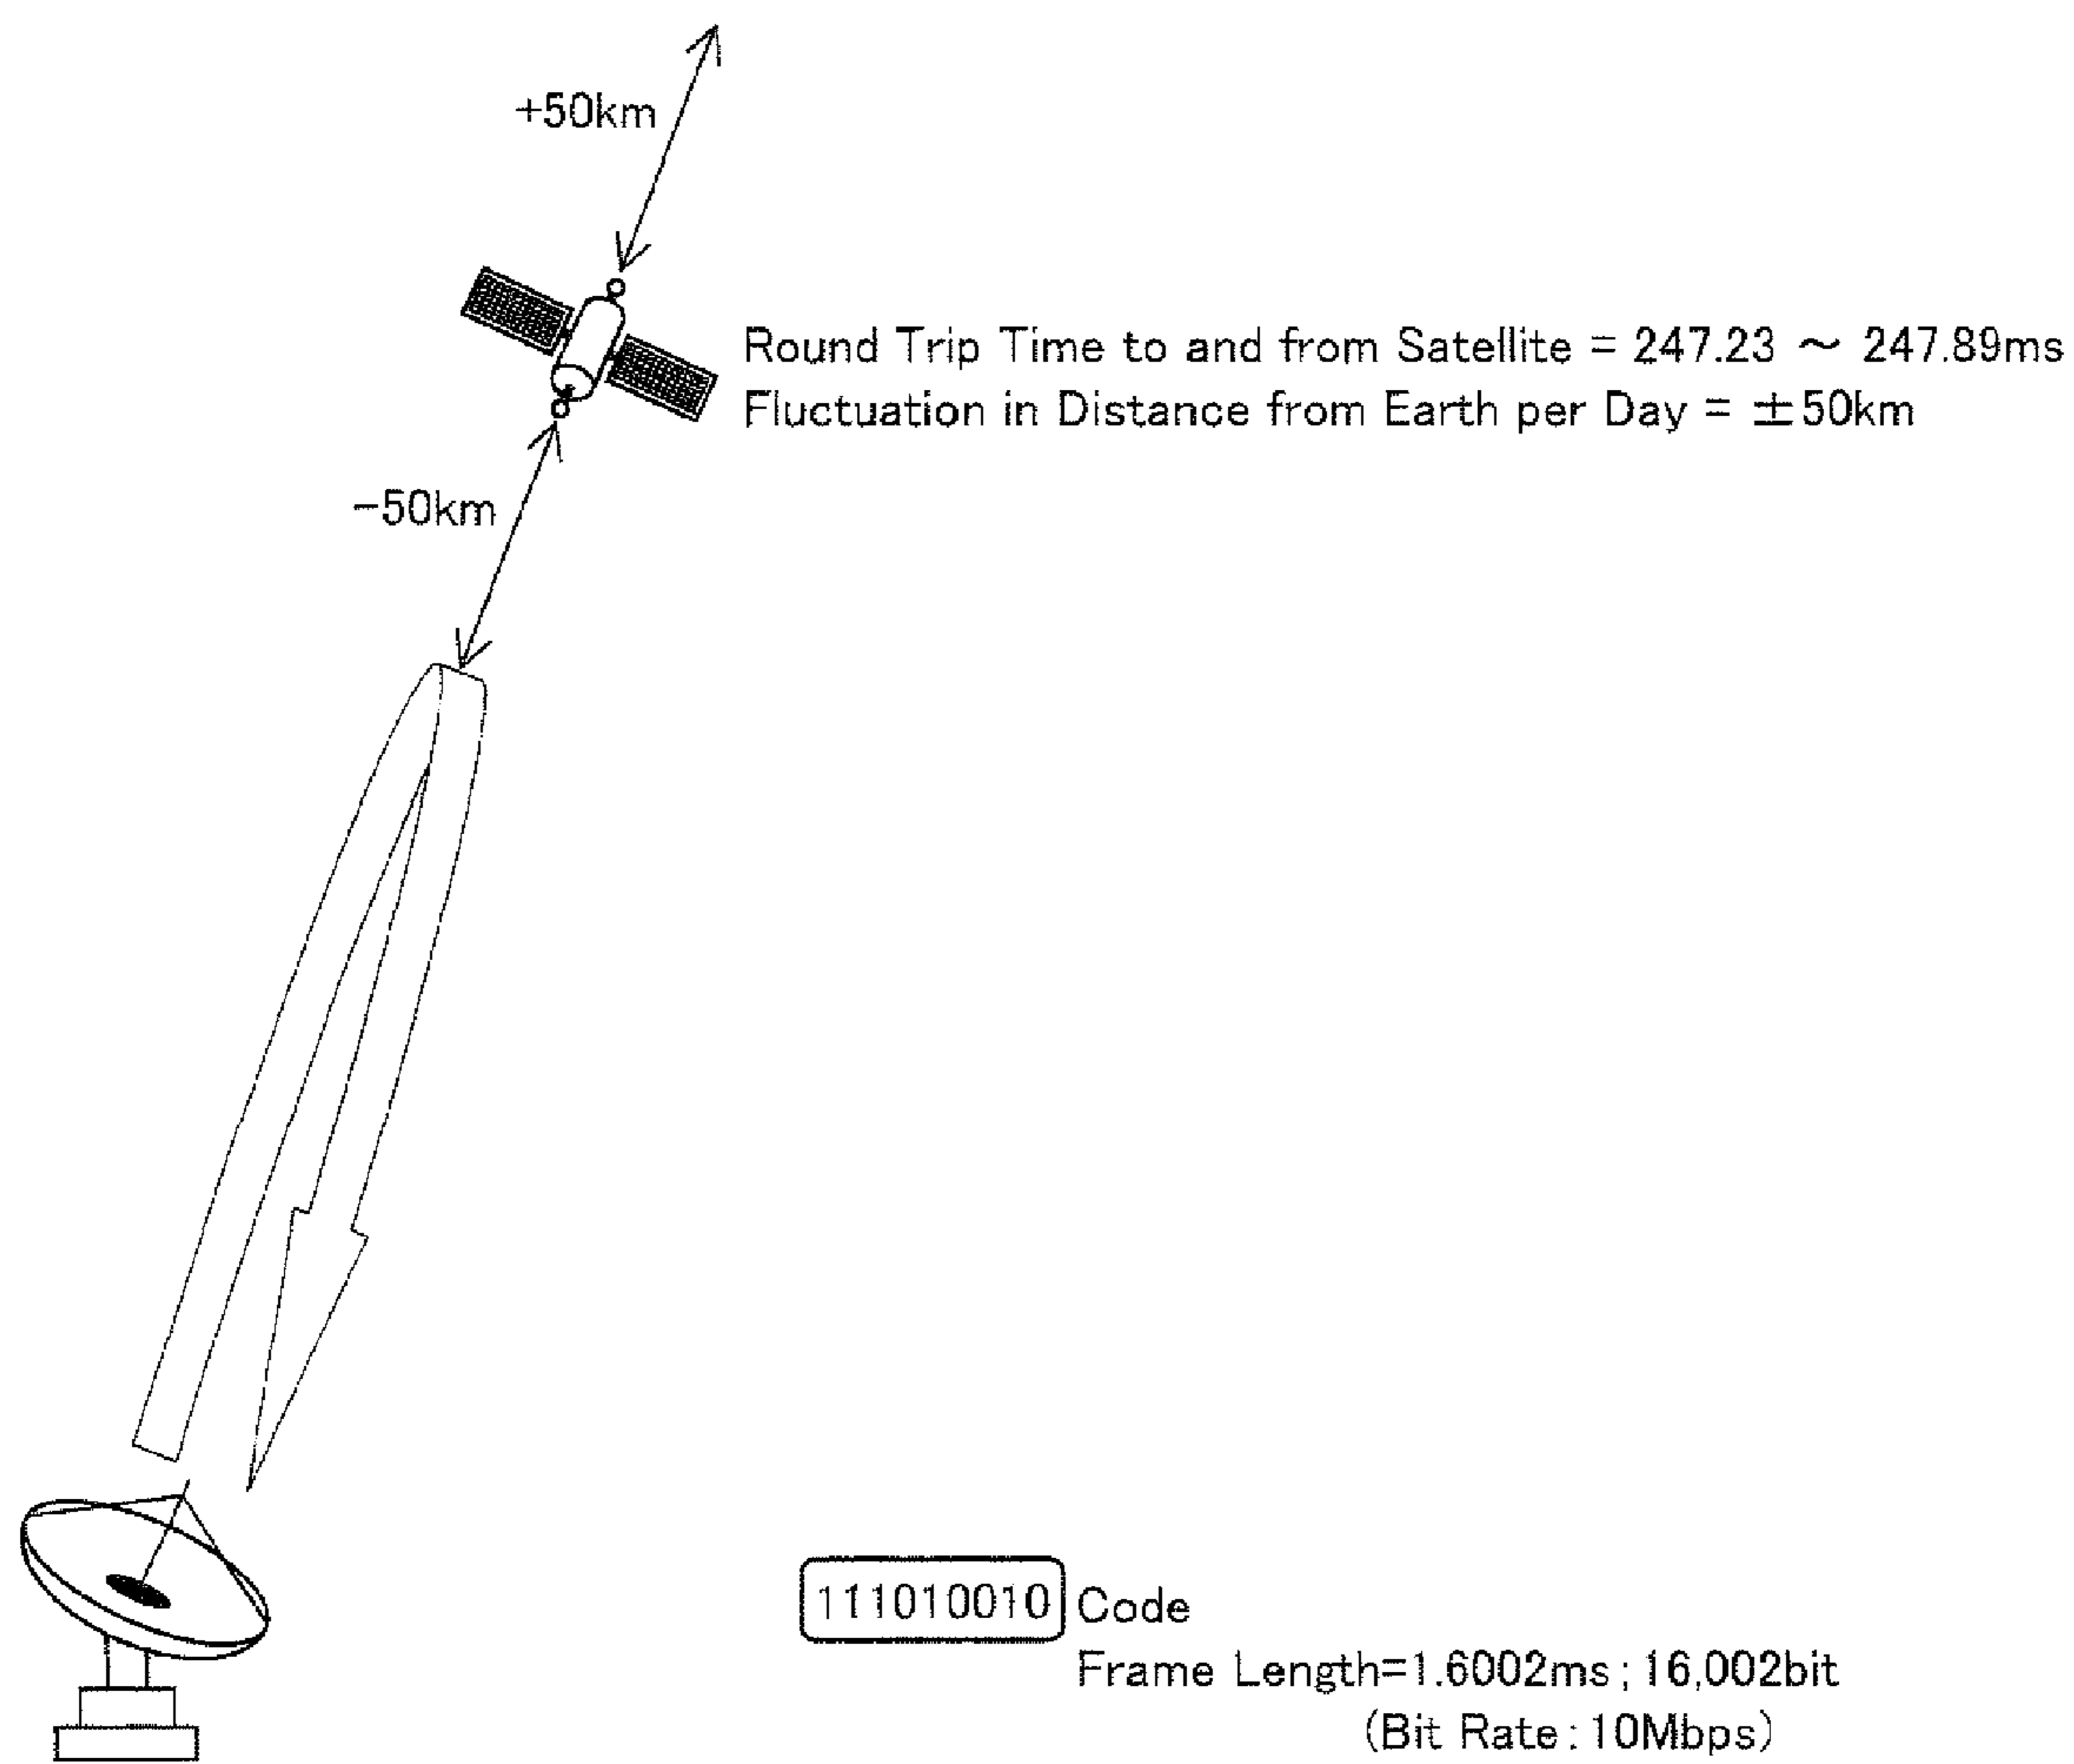 +50km
Round Trip Time to and from Satellite = 247.23 ~ 247.89ms
Fluctuation in Distance from Earth per Day = ±50km
-50km
111010010 Code
Frame Length=1.6002ms; 16,002bit
(Bit Rate: 10Mbps)